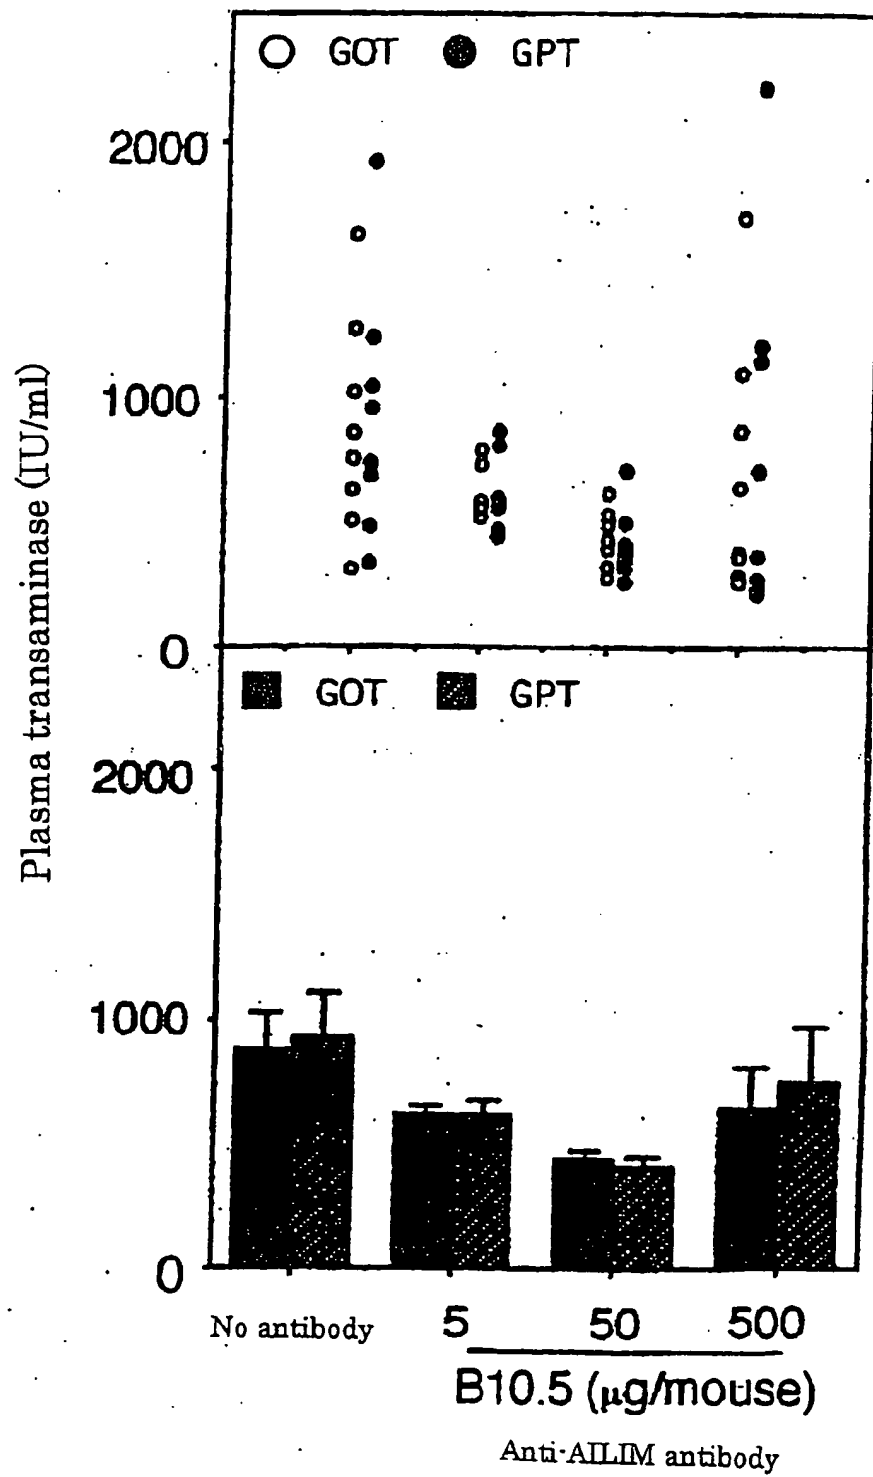 GOT GPT
2000
1000
0
Plasma transaminase (IU/ml)
GOT GPT
2000
1000
0
No antibody 5 50 500
B10.5 (μg/mouse)
Anti-AILIM antibody